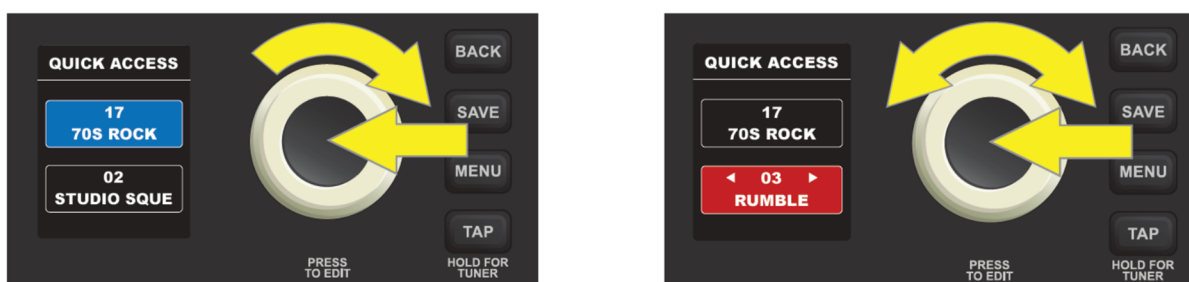 QUICK ACCESS
17
70S ROCK
02
STUDIO SQUE
BACK
SAVE
MENU
TAP
PRESS
TO EDIT
HOLD FOR
TUNER
QUICK ACCESS
17
70S ROCK
03
RUMBLE
BACK
SAVE
MENU
TAP
PRESS
TO EDIT
HOLD FOR
TUNER